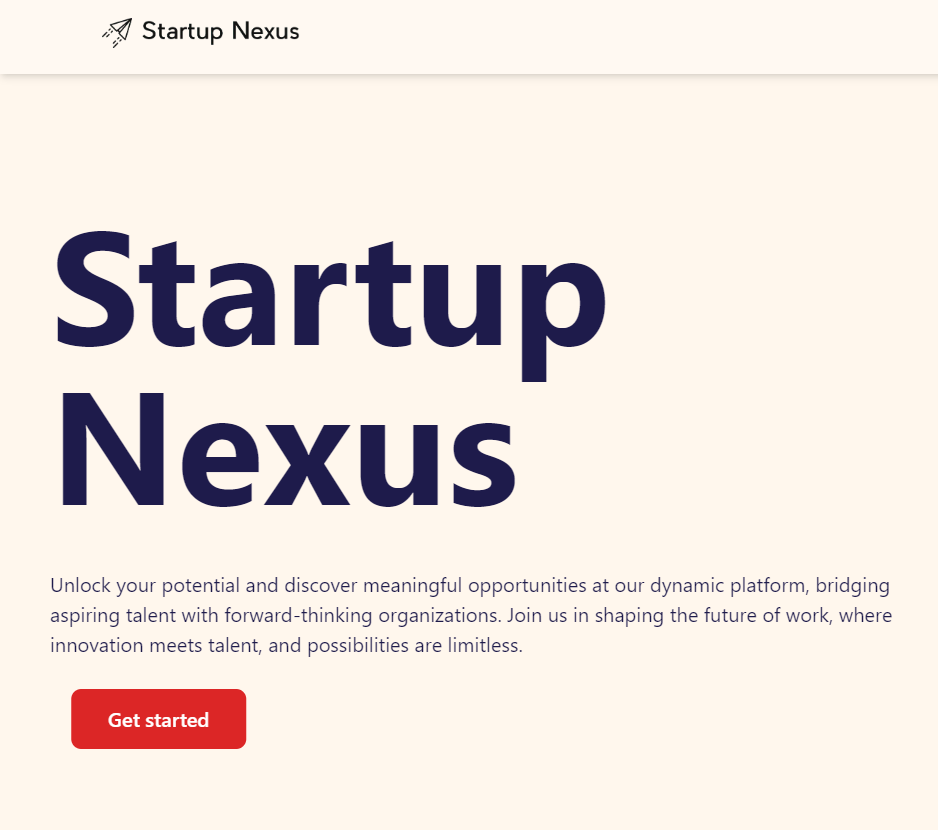 Startup Nexus
Startup
Nexus
Unlock your potential and discover meaningful opportunities at our dynamic platform, bridging
aspiring talent with forward-thinking organizations. Join us in shaping the future of work, where
innovation meets talent, and possibilities are limitless.
Get started